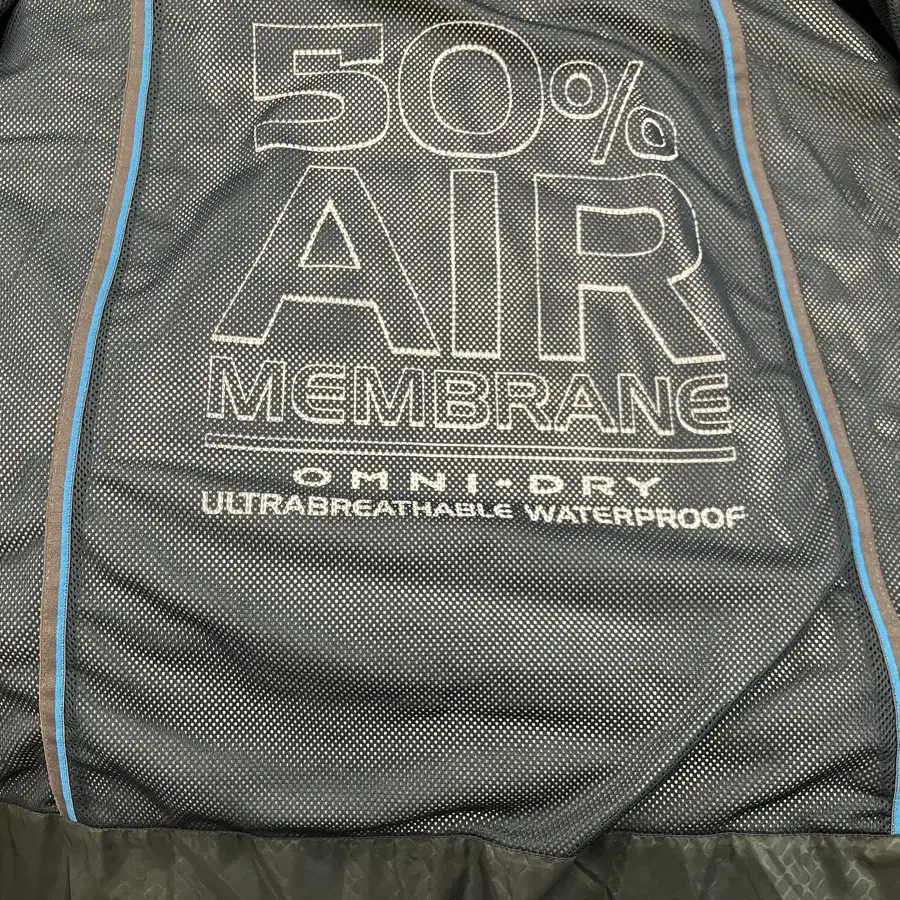 50%
AIR
MEMBRANE
OMNI-DRY
ULTRABREATHABLE WATERPROOF